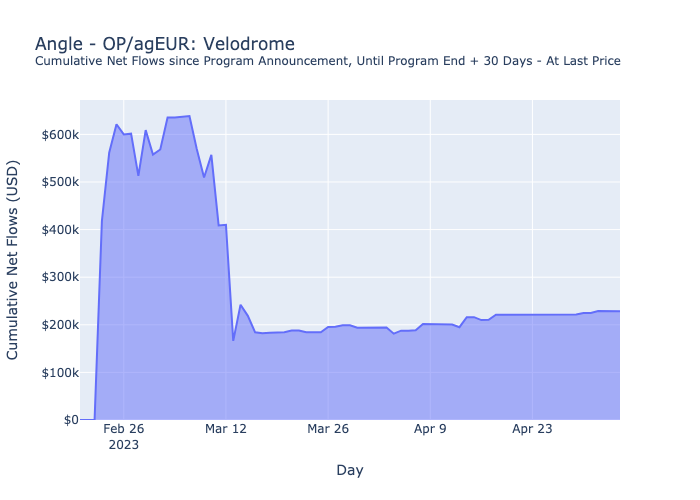 Angle - OP/agEUR: Velodrome
Cumulative Net Flows since Program Announcement, Until Program End + 30 Days - At Last Price
Cumulative Net Flows (USD)
$600k
$500k
$400k
$300k
$200k
$100k
$0
Feb 26
2023
Mar 12
Mar 26
Apr 9
Apr 23
Day